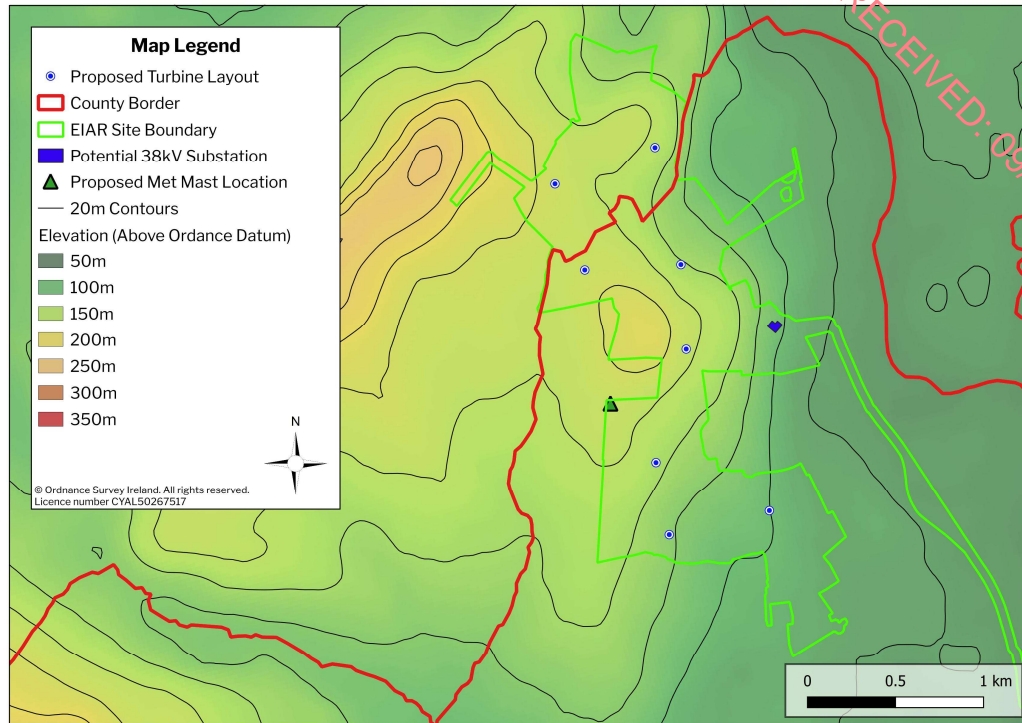 Map Legend
Proposed Turbine Layout
County Border
EIAR Site Boundary
Potential 38kV Substation
Proposed Met Mast Location
20m Contours
Elevation (Above Ordance Datum)
50m
100m
150m
200m
250m
300m
350m
N
© Ordnance Survey Ireland. All rights reserved.
Licence number CYAL50267517
RECEIVED: 09/
0 0.5 1 km